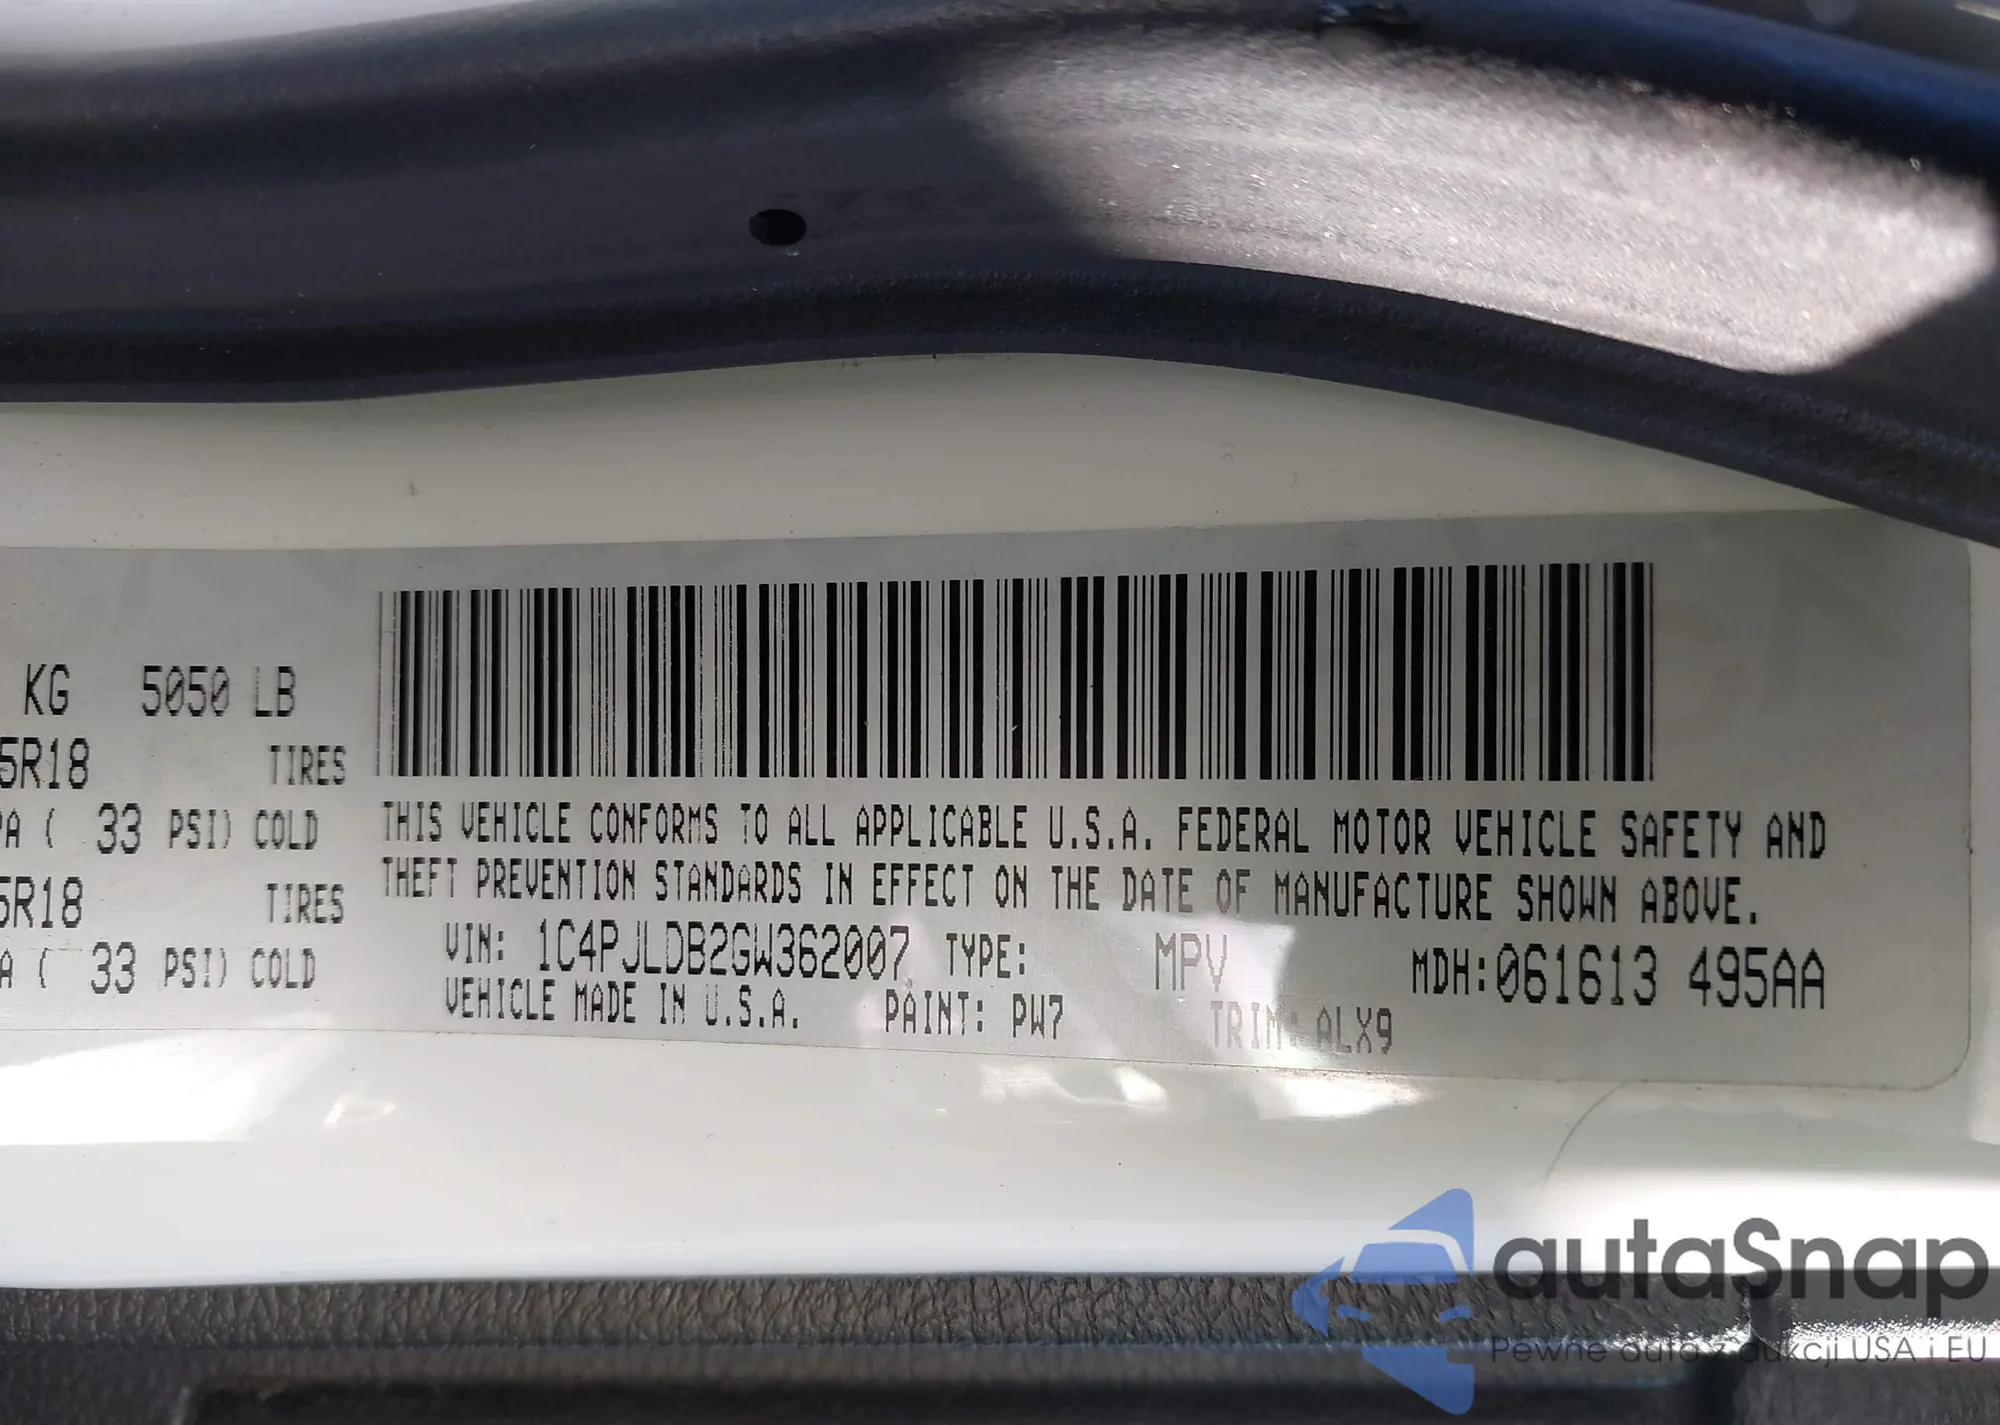 KG 5050 LB
5R18 TIRES
PA ( 33 PSI) COLD
5R18 TIRES
A ( 33 PSI) COLD
THIS VEHICLE CONFORMS TO ALL APPLICABLE U.S.A. FEDERAL MOTOR VEHICLE SAFETY AND
THEFT PREVENTION STANDARDS IN EFFECT ON THE DATE OF MANUFACTURE SHOWN ABOVE.
VIN: 1C4PJLDB2GW362007 TYPE: MPV MDH:061613 495AA
VEHICLE MADE IN U.S.A. PAINT: PW7 TRIM: ALX9
autaSnap
Pewne auta z aukcji USA i EU